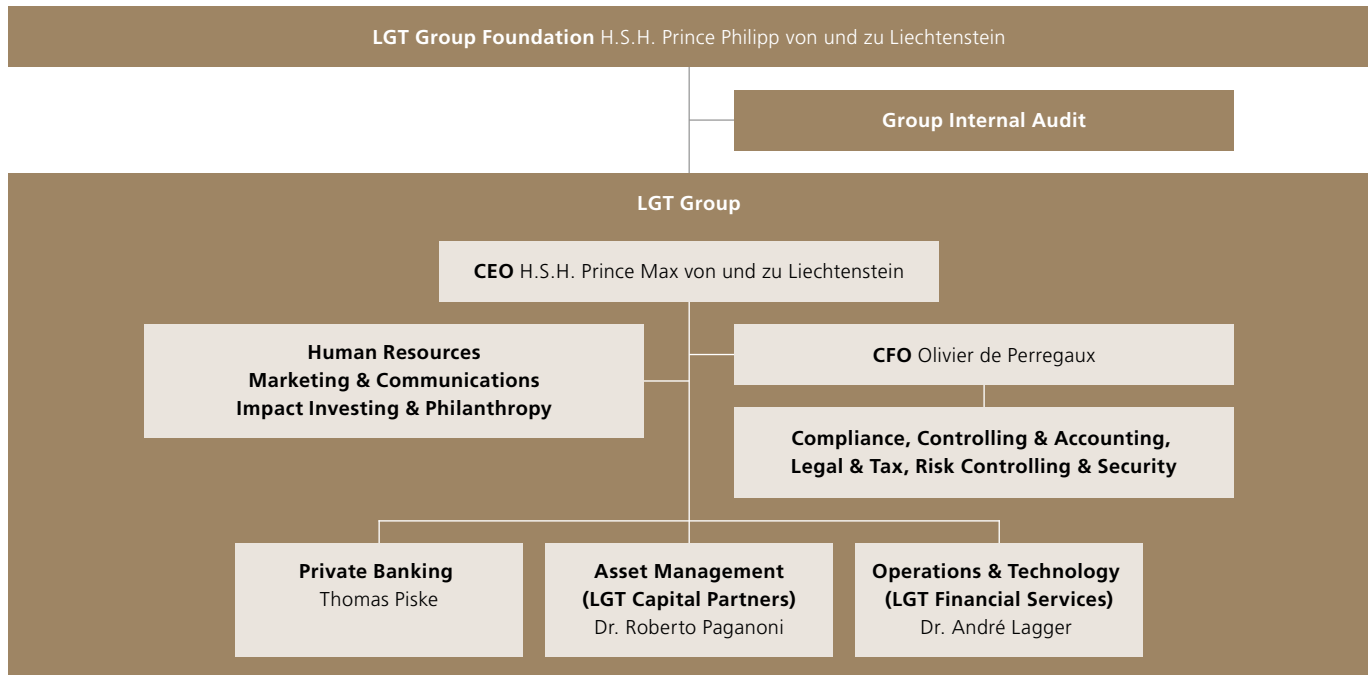 LGT Group Foundation H.S.H. Prince Philipp von und zu Liechtenstein
Group Internal Audit
LGT Group
CEO H.S.H. Prince Max von und zu Liechtenstein
Human Resources
Marketing & Communications
Impact Investing & Philanthropy
CFO Olivier de Perregaux
Compliance, Controlling & Accounting,
Legal & Tax, Risk Controlling & Security
Private Banking
Thomas Piske
Asset Management
(LGT Capital Partners)
Dr. Roberto Paganoni
Operations & Technology
(LGT Financial Services)
Dr. André Lagger